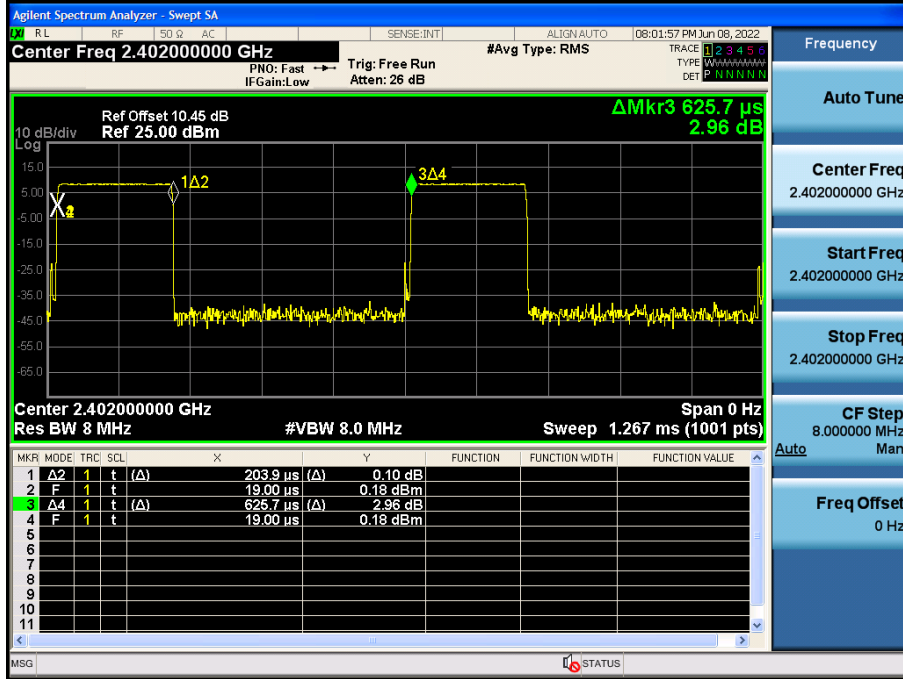 Agilent Spectrum Analyzer - Swept SA
LXI RL RF 50 Ω AC SENSE:INT ALIGN AUTO 08:01:57 PM Jun 08, 2022
Center Freq 2.402000000 GHz
PNO: Fast
IFGain:Low
Trig: Free Run
Atten: 26 dB
#Avg Type: RMS
TRACE 1 2 3 4 5 6
TYPE WWWWWW
DET P N N N N N
Ref Offset 10.45 dB
10 dB/div Ref 25.00 dBm
Log
ΔMkr3 625.7 µs
2.96 dB
15.0
5.00
-5.00
-15.0
-25.0
-35.0
-45.0
-55.0
-65.0
1Δ2
3Δ4
Center 2.402000000 GHz Span 0 Hz
Res BW 8 MHz #VBW 8.0 MHz Sweep 1.267 ms (1001 pts)
MKR MODE TRC SCL X Y FUNCTION FUNCTION WIDTH FUNCTION VALUE
1 Δ2 1 t (Δ) 203.9 µs (Δ) 0.10 dB
2 F 1 t 19.00 µs 0.18 dBm
3 Δ4 1 t (Δ) 625.7 µs (Δ) 2.96 dB
4 F 1 t 19.00 µs 0.18 dBm
5
6
7
8
9
10
11
MSG STATUS
Frequency
Auto Tune
Center Freq
2.402000000 GHz
Start Freq
2.402000000 GHz
Stop Freq
2.402000000 GHz
CF Step
8.000000 MHz
Auto Man
Freq Offset
0 Hz